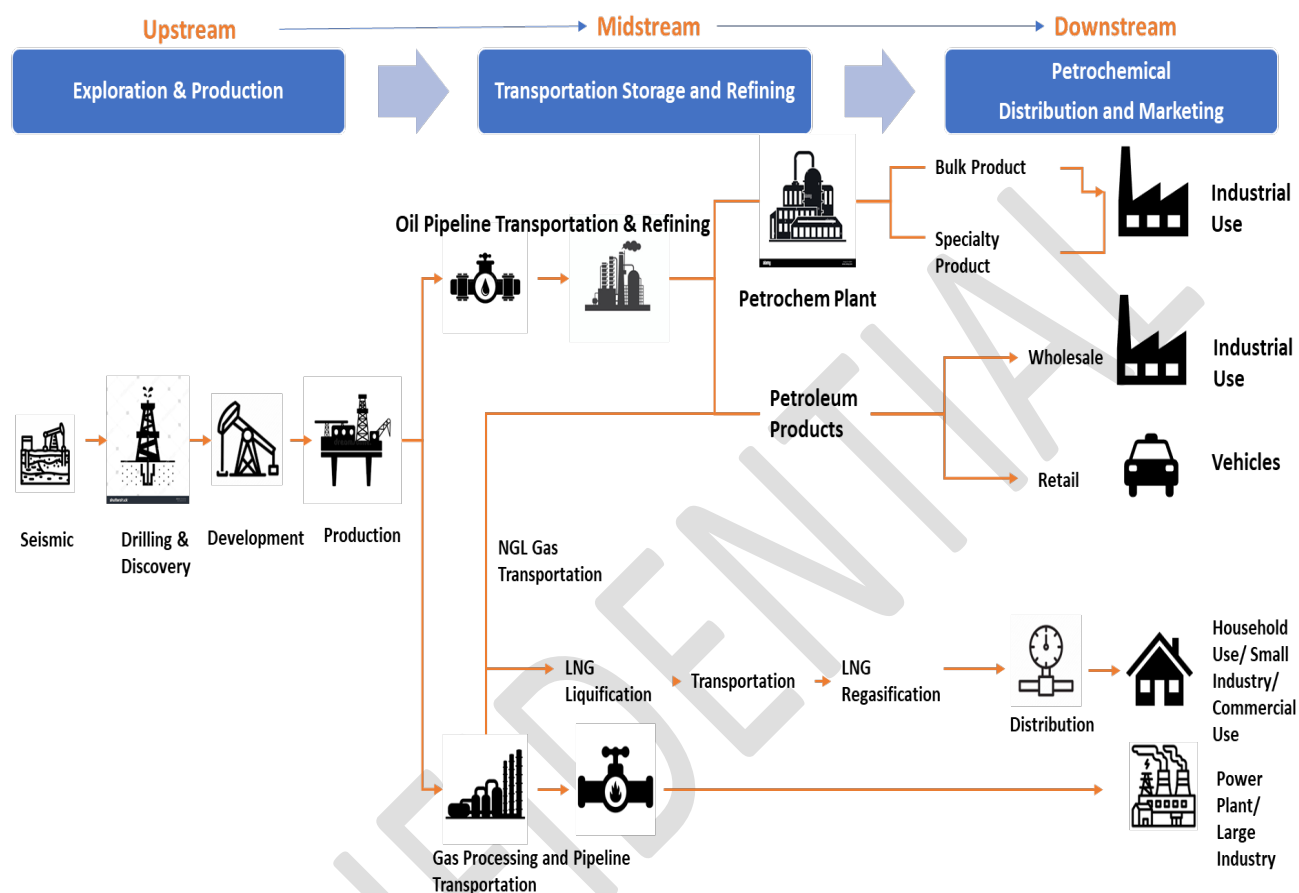 Upstream
Midstream
Downstream
Exploration & Production
Transportation Storage and Refining
Petrochemical
Distribution and Marketing
Bulk Product
Industrial
Use
Specialty
Product
Oil Pipeline Transportation & Refining
Petrochem Plant
Wholesale
Industrial
Use
Petroleum
Products
Vehicles
Retail
Seismic
Drilling &
Discovery
Development
Production
NGL Gas
Transportation
LNG
Liquification
Transportation
LNG
Regasification
Distribution
Household
Use/ Small
Industry/
Commercial
Use
Power
Plant/
Large
Industry
Gas Processing and Pipeline
Transportation
IDENTIAL